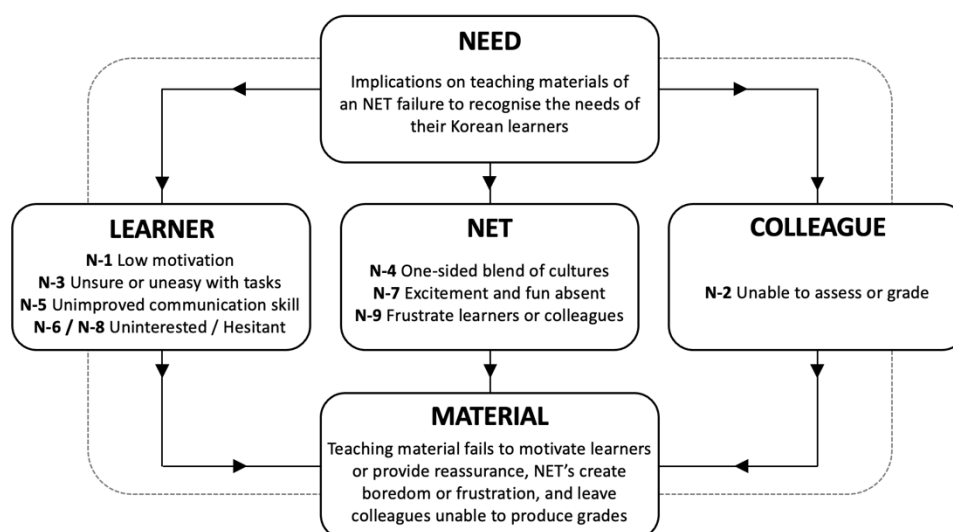 NEED
Implications on teaching materials of
an NET failure to recognise the needs of
their Korean learners
LEARNER
N-1 Low motivation
N-3 Unsure or uneasy with tasks
N-5 Unimproved communication skill
N-6 / N-8 Uninterested / Hesitant
NET
N-4 One-sided blend of cultures
N-7 Excitement and fun absent
N-9 Frustrate learners or colleagues
COLLEAGUE
N-2 Unable to assess or grade
MATERIAL
Teaching material fails to motivate learners
or provide reassurance, NET’s create
boredom or frustration, and leave
colleagues unable to produce grades